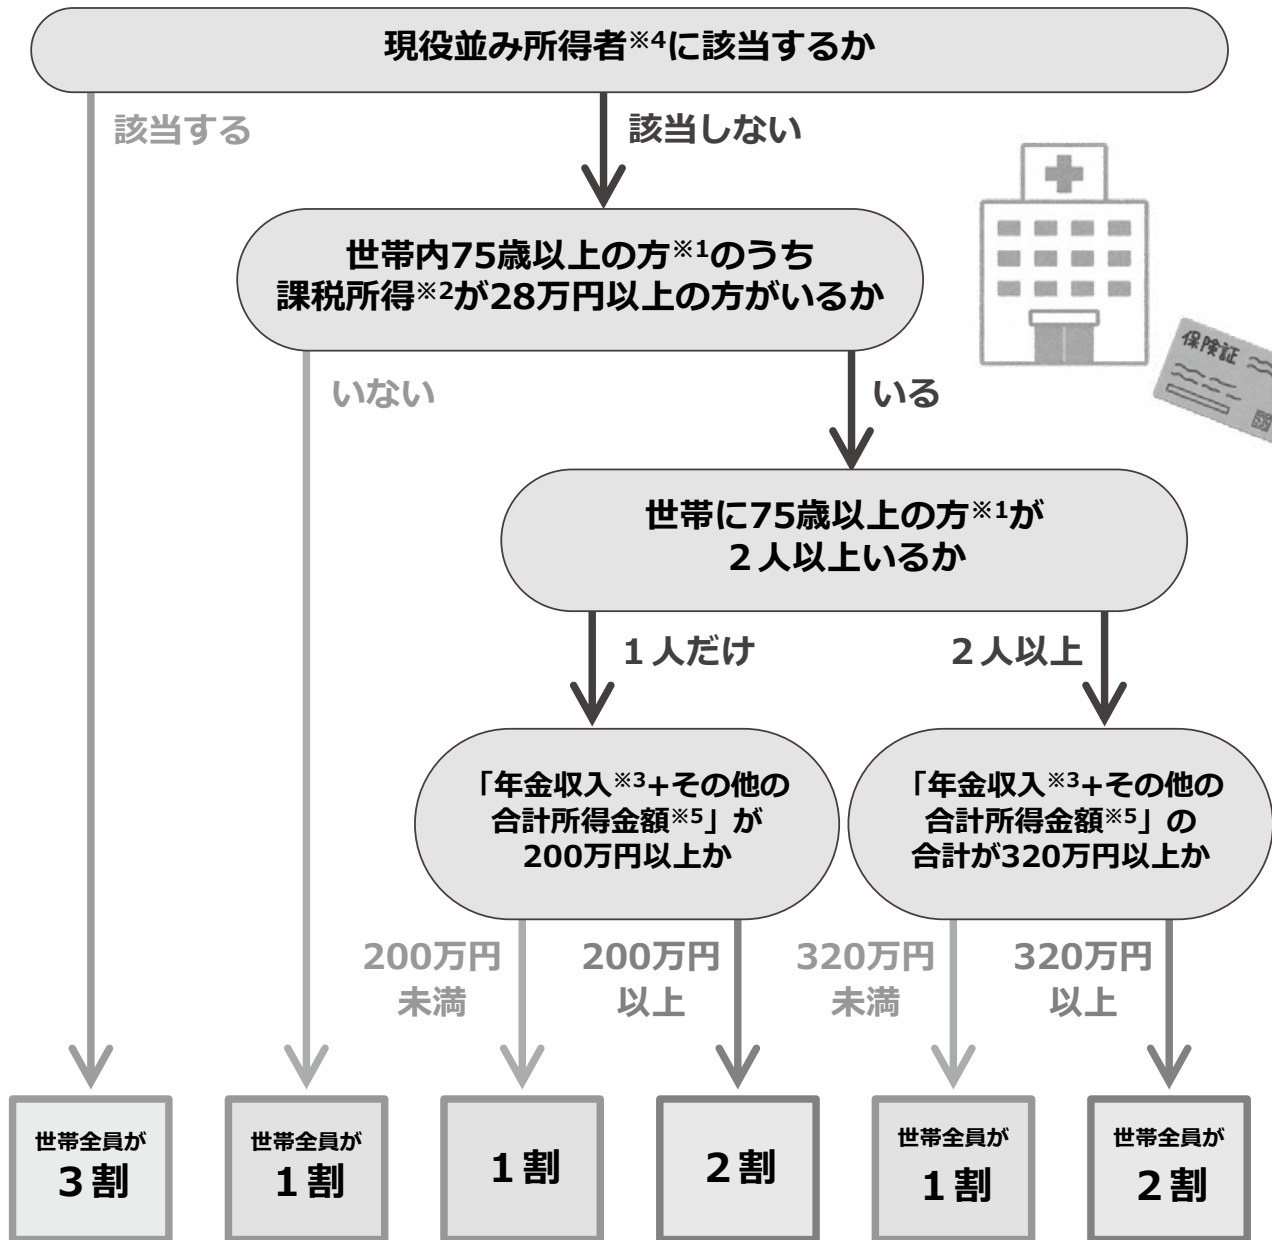 現役並み所得者※4に該当するか
該当する
該当しない
世帯内75歳以上の方※1のうち
課税所得※2が28万円以上の方がいるか
保険証
いない
いる
世帯に75歳以上の方※1が
２人以上いるか
１人だけ
２人以上
「年金収入※3+その他の
合計所得金額※5」が
200万円以上か
「年金収入※3+その他の
合計所得金額※5」の
合計が320万円以上か
200万円
未満
200万円
以上
320万円
未満
320万円
以上
世帯全員が
３割
世帯全員が
１割
１割
２割
世帯全員が
１割
世帯全員が
２割